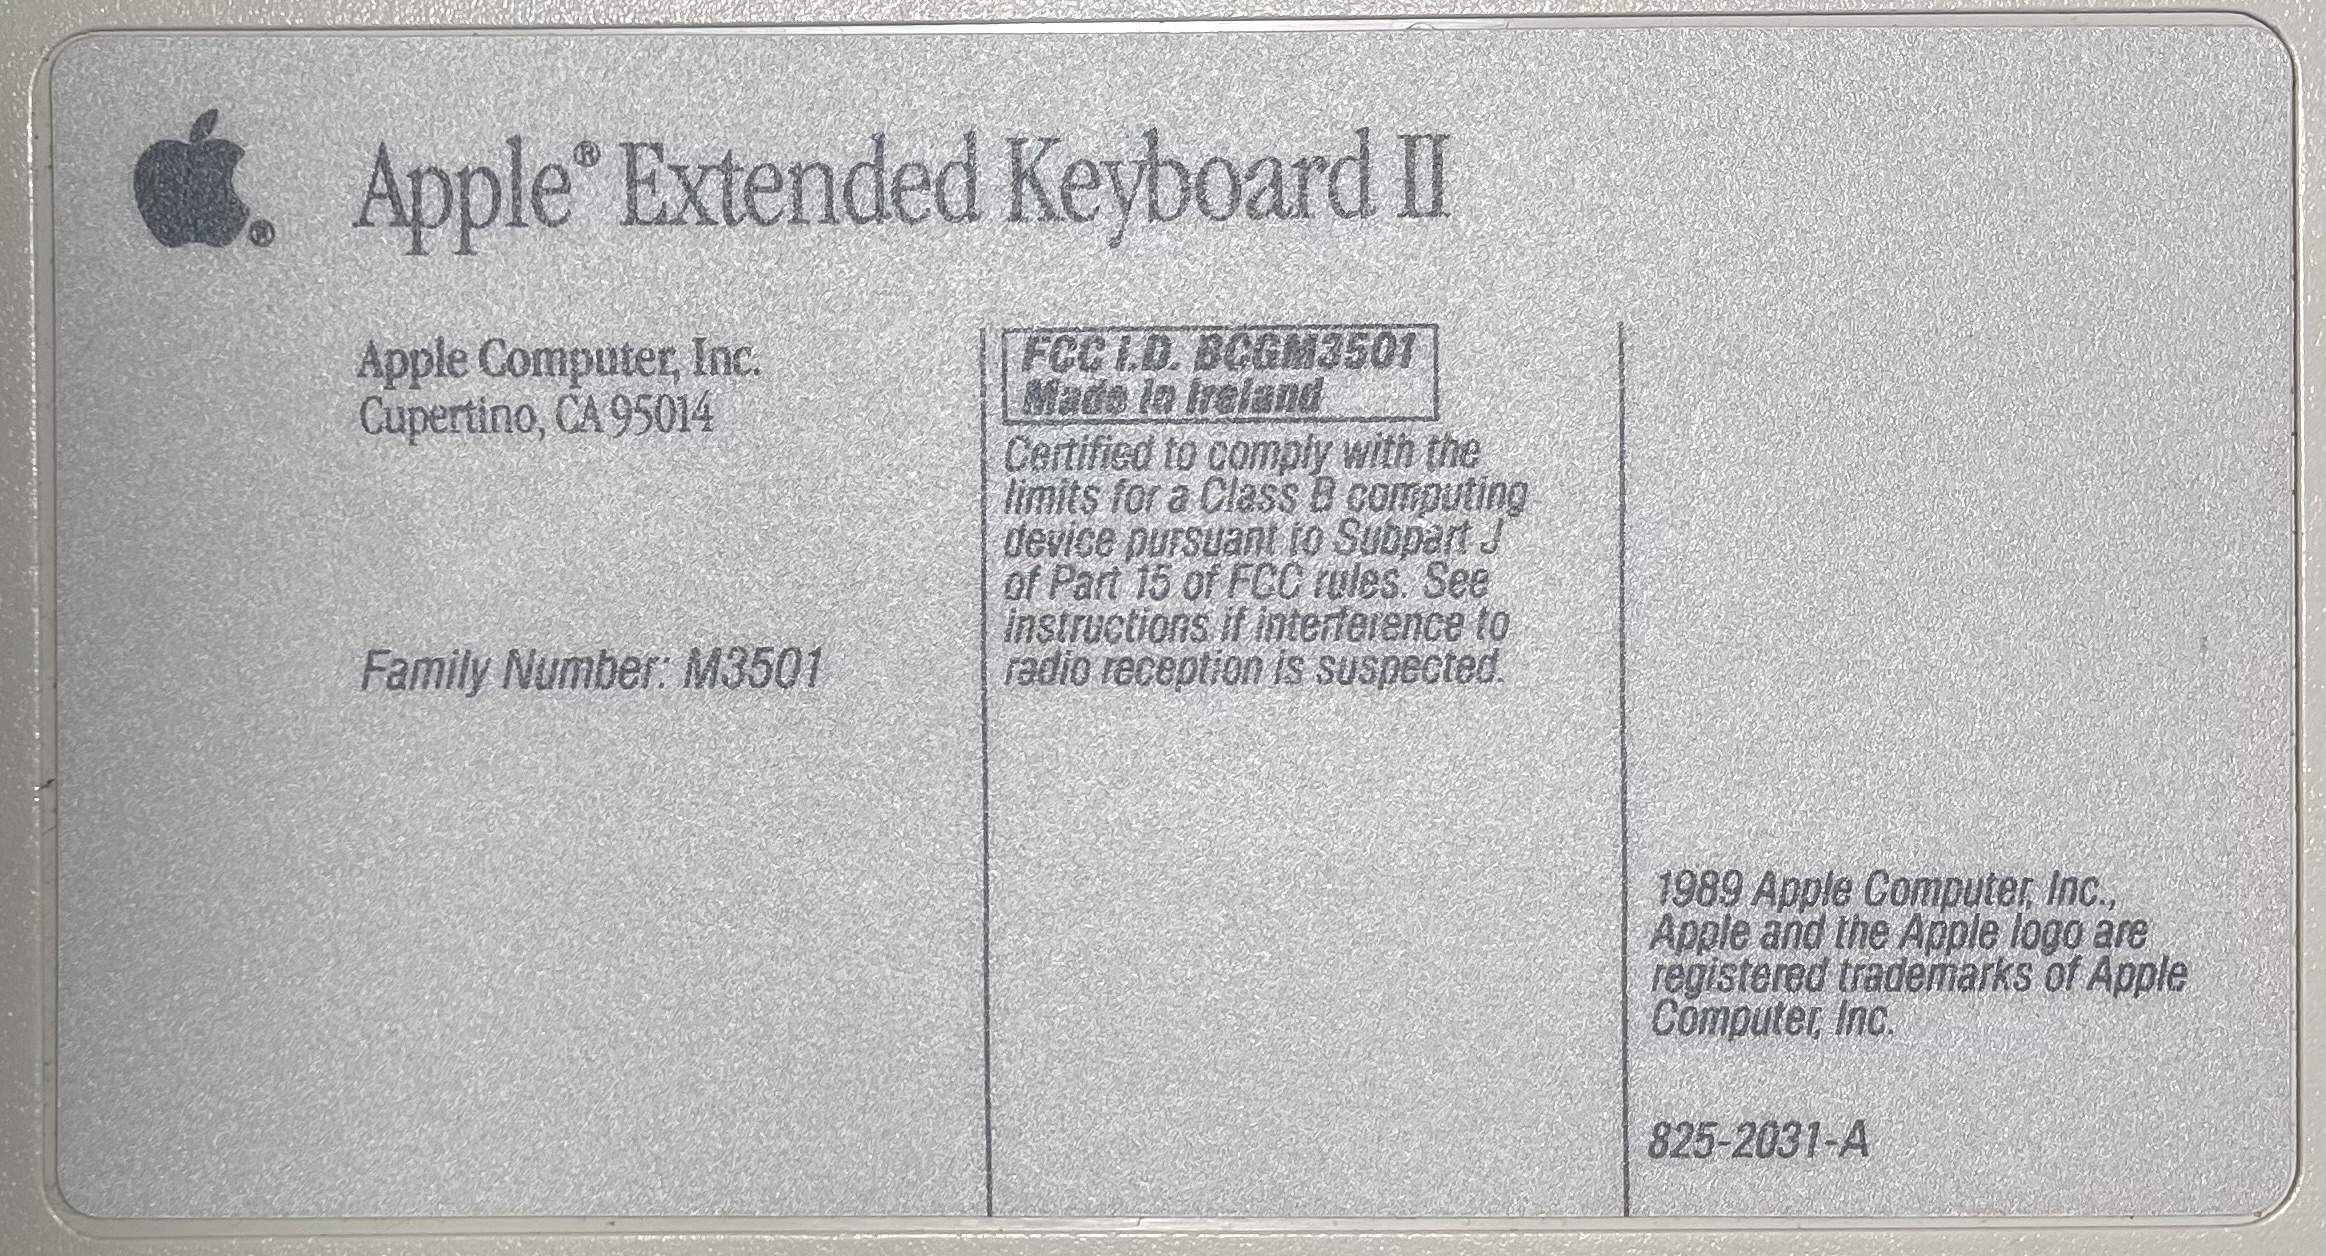 Apple® Extended Keyboard II
Apple Computer, Inc.
Cupertino, CA 95014
Family Number: M3501
FCC I.D. BCGM3501
Made in Ireland
Certified to comply with the
limits for a Class B computing
device pursuant to Subpart J
of Part 15 of FCC rules. See
instructions if interference to
radio reception is suspected.
1989 Apple Computer, Inc.,
Apple and the Apple logo are
registered trademarks of Apple
Computer, Inc.
825-2031-A